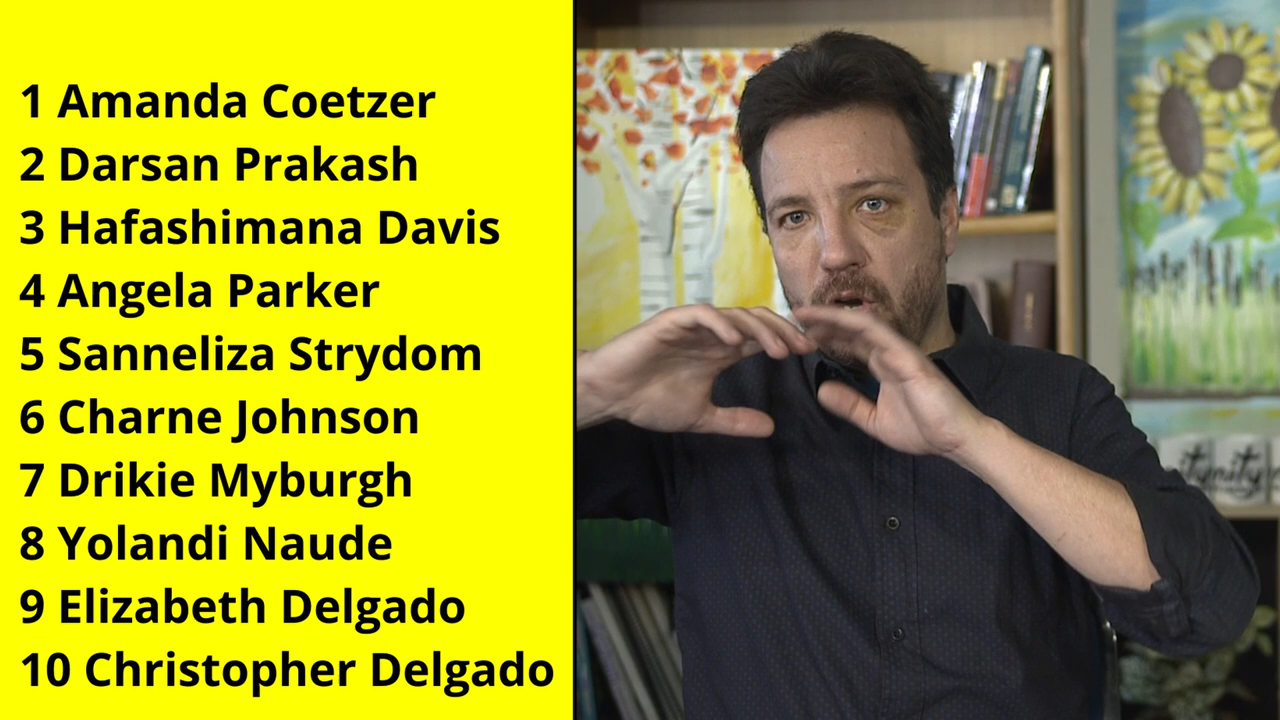 1 Amanda Coetzer
2 Darsan Prakash
3 Hafashimana Davis
4 Angela Parker
5 Sanneliza Strydom
6 Charne Johnson
7 Drikie Myburgh
8 Yolandi Naude
9 Elizabeth Delgado
10 Christopher Delgado